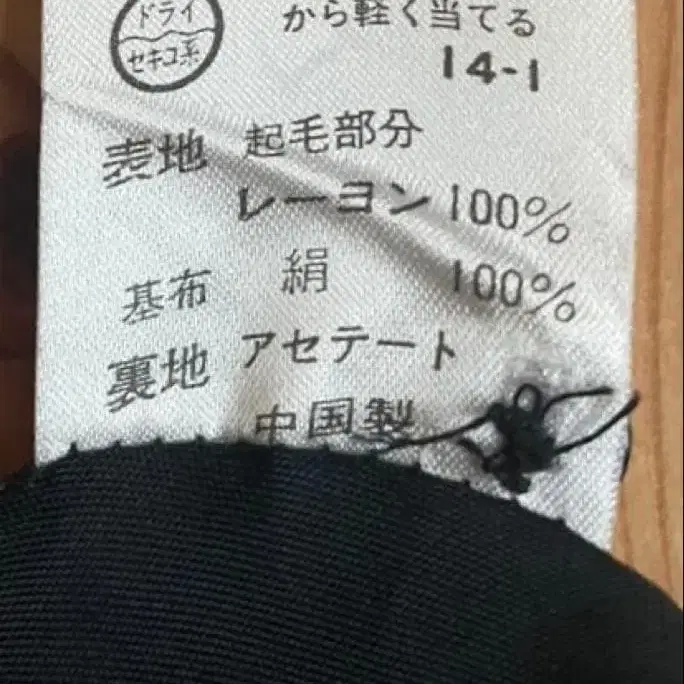 ドライ
セキユ系
から軽く当てる
14-1
表地 起毛部分
レーヨン100%
基布 絹 100%
裏地 アセテート
中国製